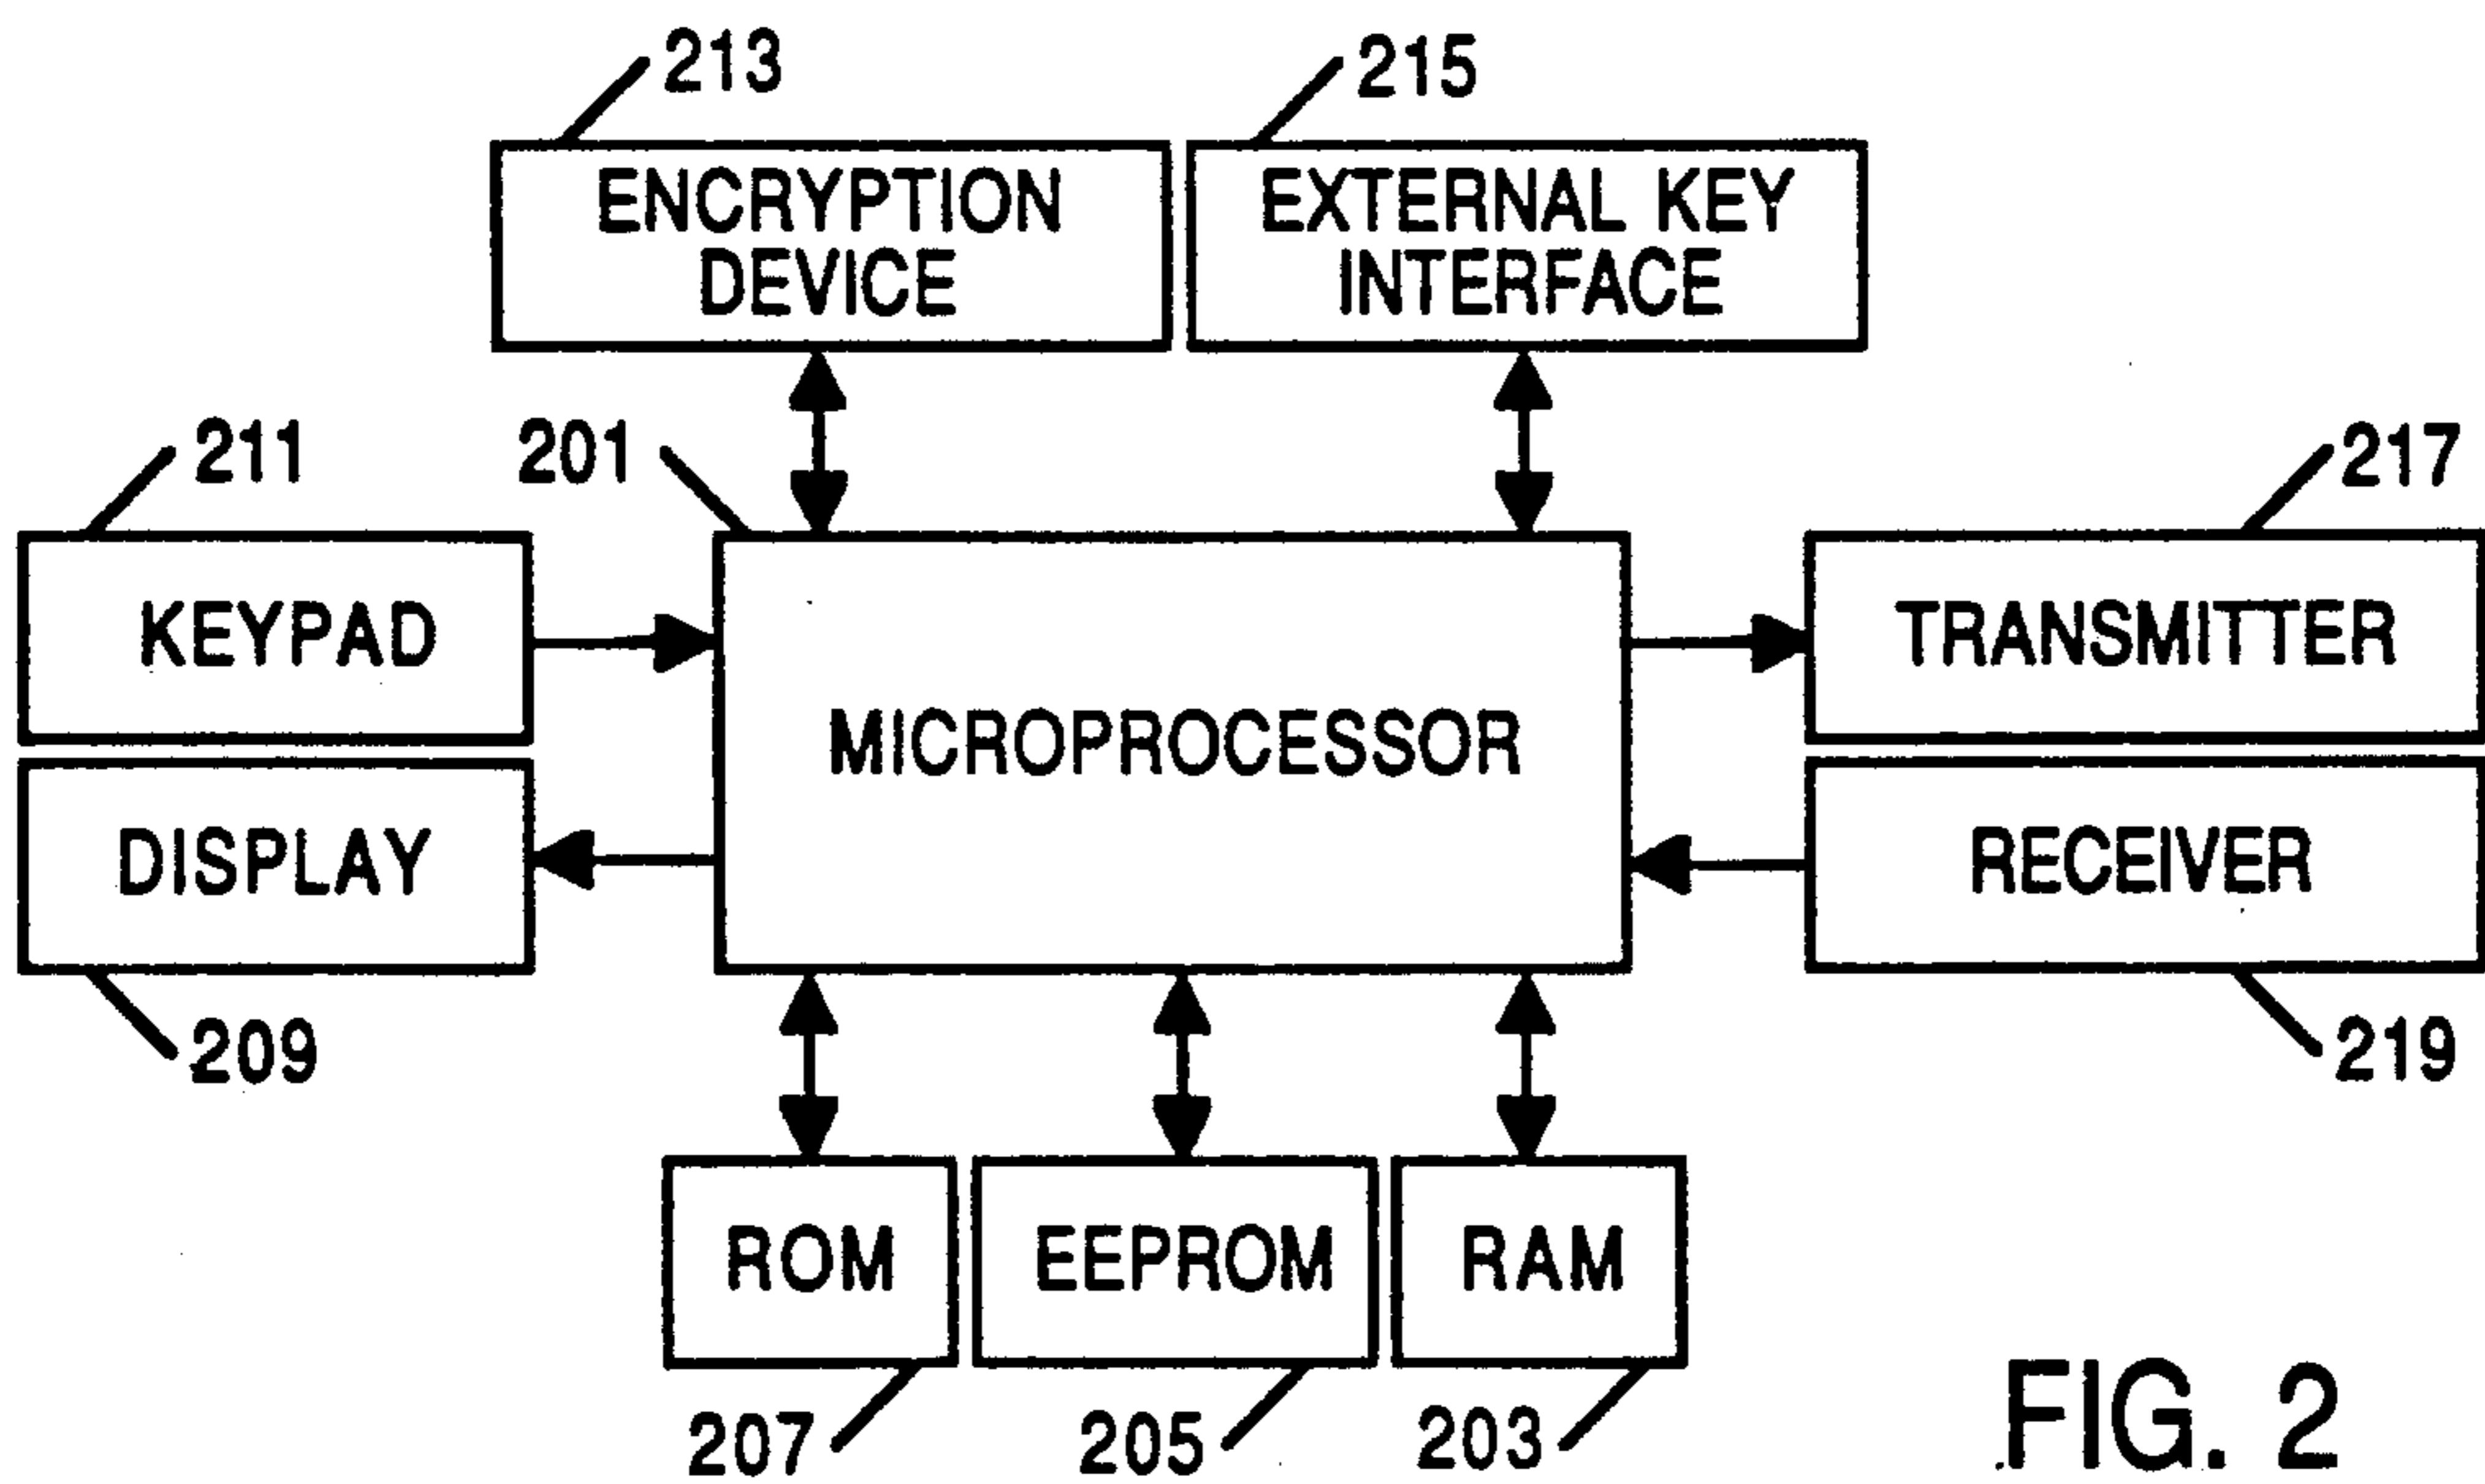 213
215
ENCRYPTION
DEVICE
EXTERNAL KEY
INTERFACE
211
201
217
KEYPAD
MICROPROCESSOR
TRANSMITTER
DISPLAY
RECEIVER
209
219
ROM
EEPROM
RAM
207
205
203
FIG. 2